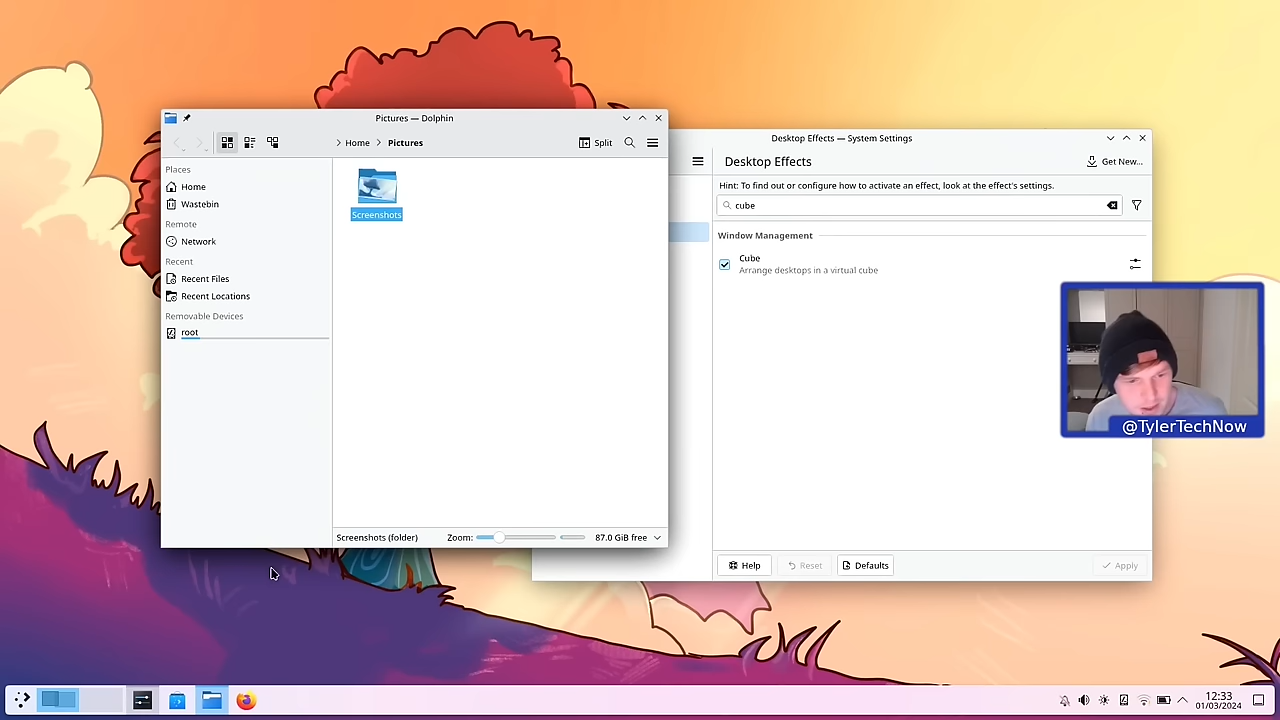 Pictures — Dolphin
Home
Pictures
Split
Places
Home
Wastebin
Remote
Network
Recent
Recent Files
Recent Locations
Removable Devices
root
Screenshots
Screenshots (folder)
Zoom:
87.0 GiB free
Desktop Effects — System Settings
Desktop Effects
Get New...
Hint: To find out or configure how to activate an effect, look at the effect's settings.
cube
Window Management
Cube
Arrange desktops in a virtual cube
Help
Reset
Defaults
Apply
@TylerTechNow
12:33
01/03/2024